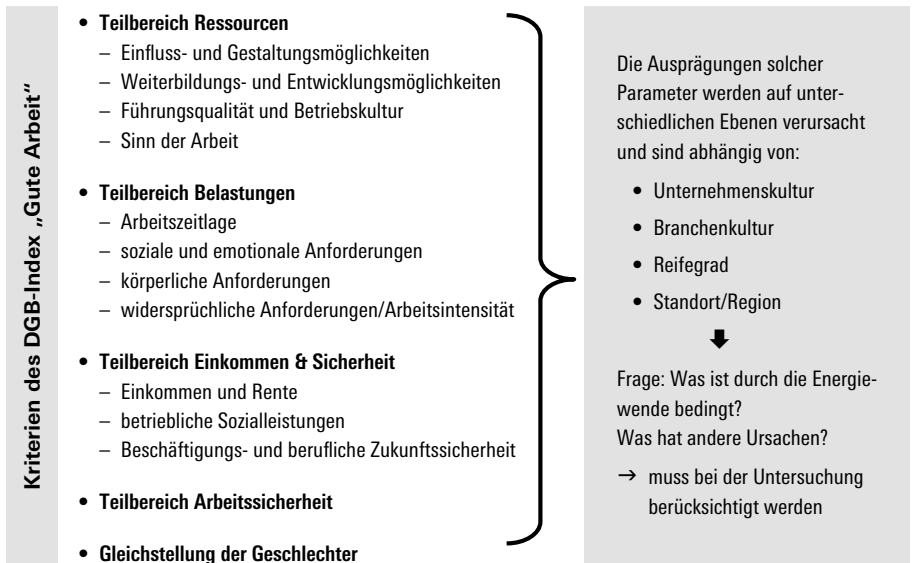 Kriterien des DGB-Index „Gute Arbeit“
• Teilbereich Ressourcen
– Einfluss- und Gestaltungsmöglichkeiten
– Weiterbildungs- und Entwicklungsmöglichkeiten
– Führungsqualität und Betriebskultur
– Sinn der Arbeit
• Teilbereich Belastungen
– Arbeitszeitlage
– soziale und emotionale Anforderungen
– körperliche Anforderungen
– widersprüchliche Anforderungen/Arbeitsintensität
• Teilbereich Einkommen & Sicherheit
– Einkommen und Rente
– betriebliche Sozialleistungen
– Beschäftigungs- und berufliche Zukunftssicherheit
• Teilbereich Arbeitssicherheit
• Gleichstellung der Geschlechter
Die Ausprägungen solcher
Parameter werden auf unter-
schiedlichen Ebenen verursacht
und sind abhängig von:
• Unternehmenskultur
• Branchenkultur
• Reifegrad
• Standort/Region
Frage: Was ist durch die Energie-
wende bedingt?
Was hat andere Ursachen?
→ muss bei der Untersuchung
berücksichtigt werden